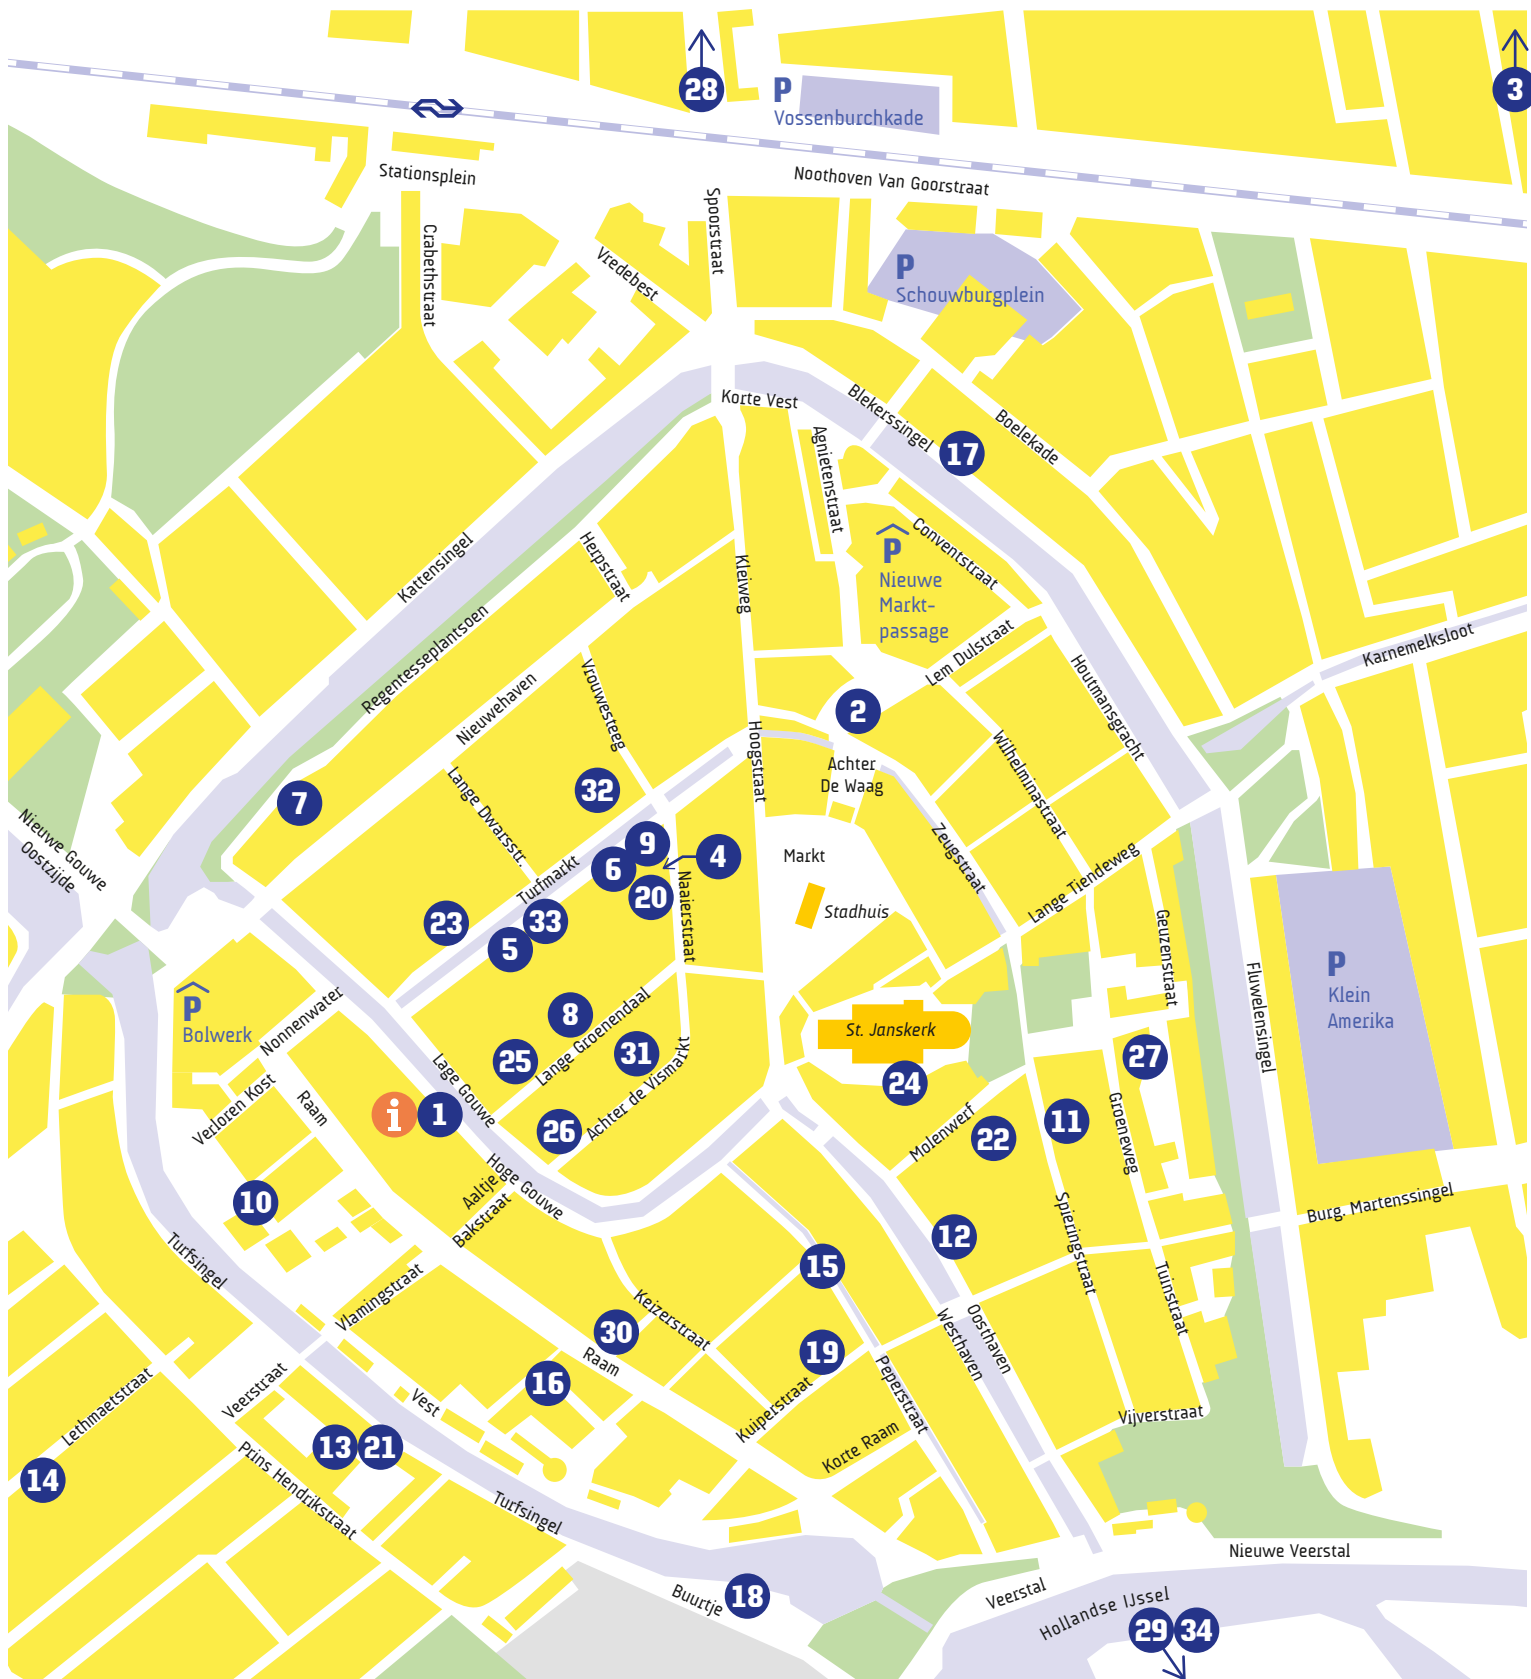 28
3
P
Vossenburchkade
Stationsplein
Noothoven Van Goorstraat
Crabethstraat
Spoorstraat
Vredebest
P
Schouwburgplein
Korte Vest
Blekerssingel
Boelekade
17
Agnietenstraat
Conventstraat
P
Nieuwe
Markt-
passage
Kattensingel
Herpstraat
Kleiweg
Regentesseplantsoen
Lem Dulstraat
Karnemelksloot
Houtmansgracht
Nieuwehaven
Vrouwesteeg
2
Hoogstraat
Wilhelminastraat
Achter
De Waag
Lange Dwarsstr.
32
7
Nieuwe Gouwe
Oostzijde
9
4
6
20
Turfmarkt
Naaierstraat
Markt
Zeugstraat
Lange Tiendeweg
Stadhuis
23
33
5
Geuzenstraat
Fluwelensingel
P
Klein
Amerika
P
Bolwerk
Nonnenwater
8
Lange Groenendaal
25
31
St. Janskerk
24
27
Lage Gouwe
Achter de Vismarkt
Verloren Kost
Raam
i
1
26
Molenwerf
22
11
Groeneweg
Hoge Gouwe
Aaltje
Bakstraat
10
Burg. Martenssingel
Spieringstraat
12
Turfsingel
15
Tuinstraat
Vlamingstraat
Keizerstraat
30
19
Westhaven
Oosthaven
Raam
16
Peperstraat
Veerstraat
Lethmaetstraat
Vest
Kuiperstraat
Vijverstraat
Korte Raam
13
21
14
Prins Hendrikstraat
Turfsingel
Nieuwe Veerstal
Buurtje
18
Veerstal
Hollandse IJssel
29
34